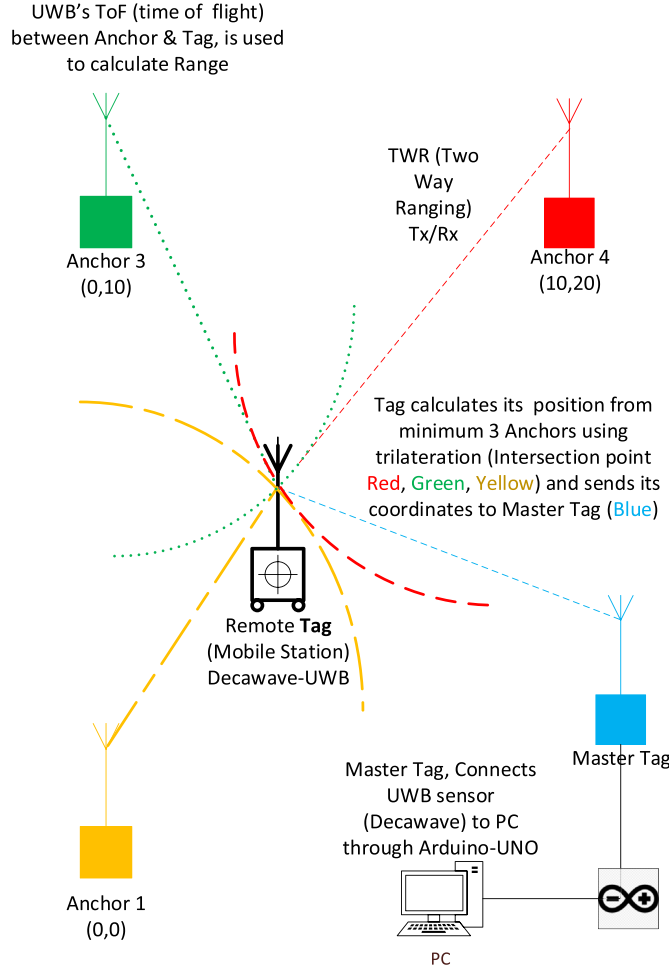 UWB's ToF (time of flight)
between Anchor & Tag, is used
to calculate Range
TWR (Two
Way
Ranging)
Tx/Rx
Anchor 3
(0,10)
Anchor 4
(10,20)
Tag calculates its position from
minimum 3 Anchors using
trilateration (Intersection point
Red, Green, Yellow) and sends its
coordinates to Master Tag (Blue)
Remote Tag
(Mobile Station)
Decawave-UWB
Master Tag
Master Tag, Connects
UWB sensor
(Decawave) to PC
through Arduino-UNO
Anchor 1
(0,0)
PC